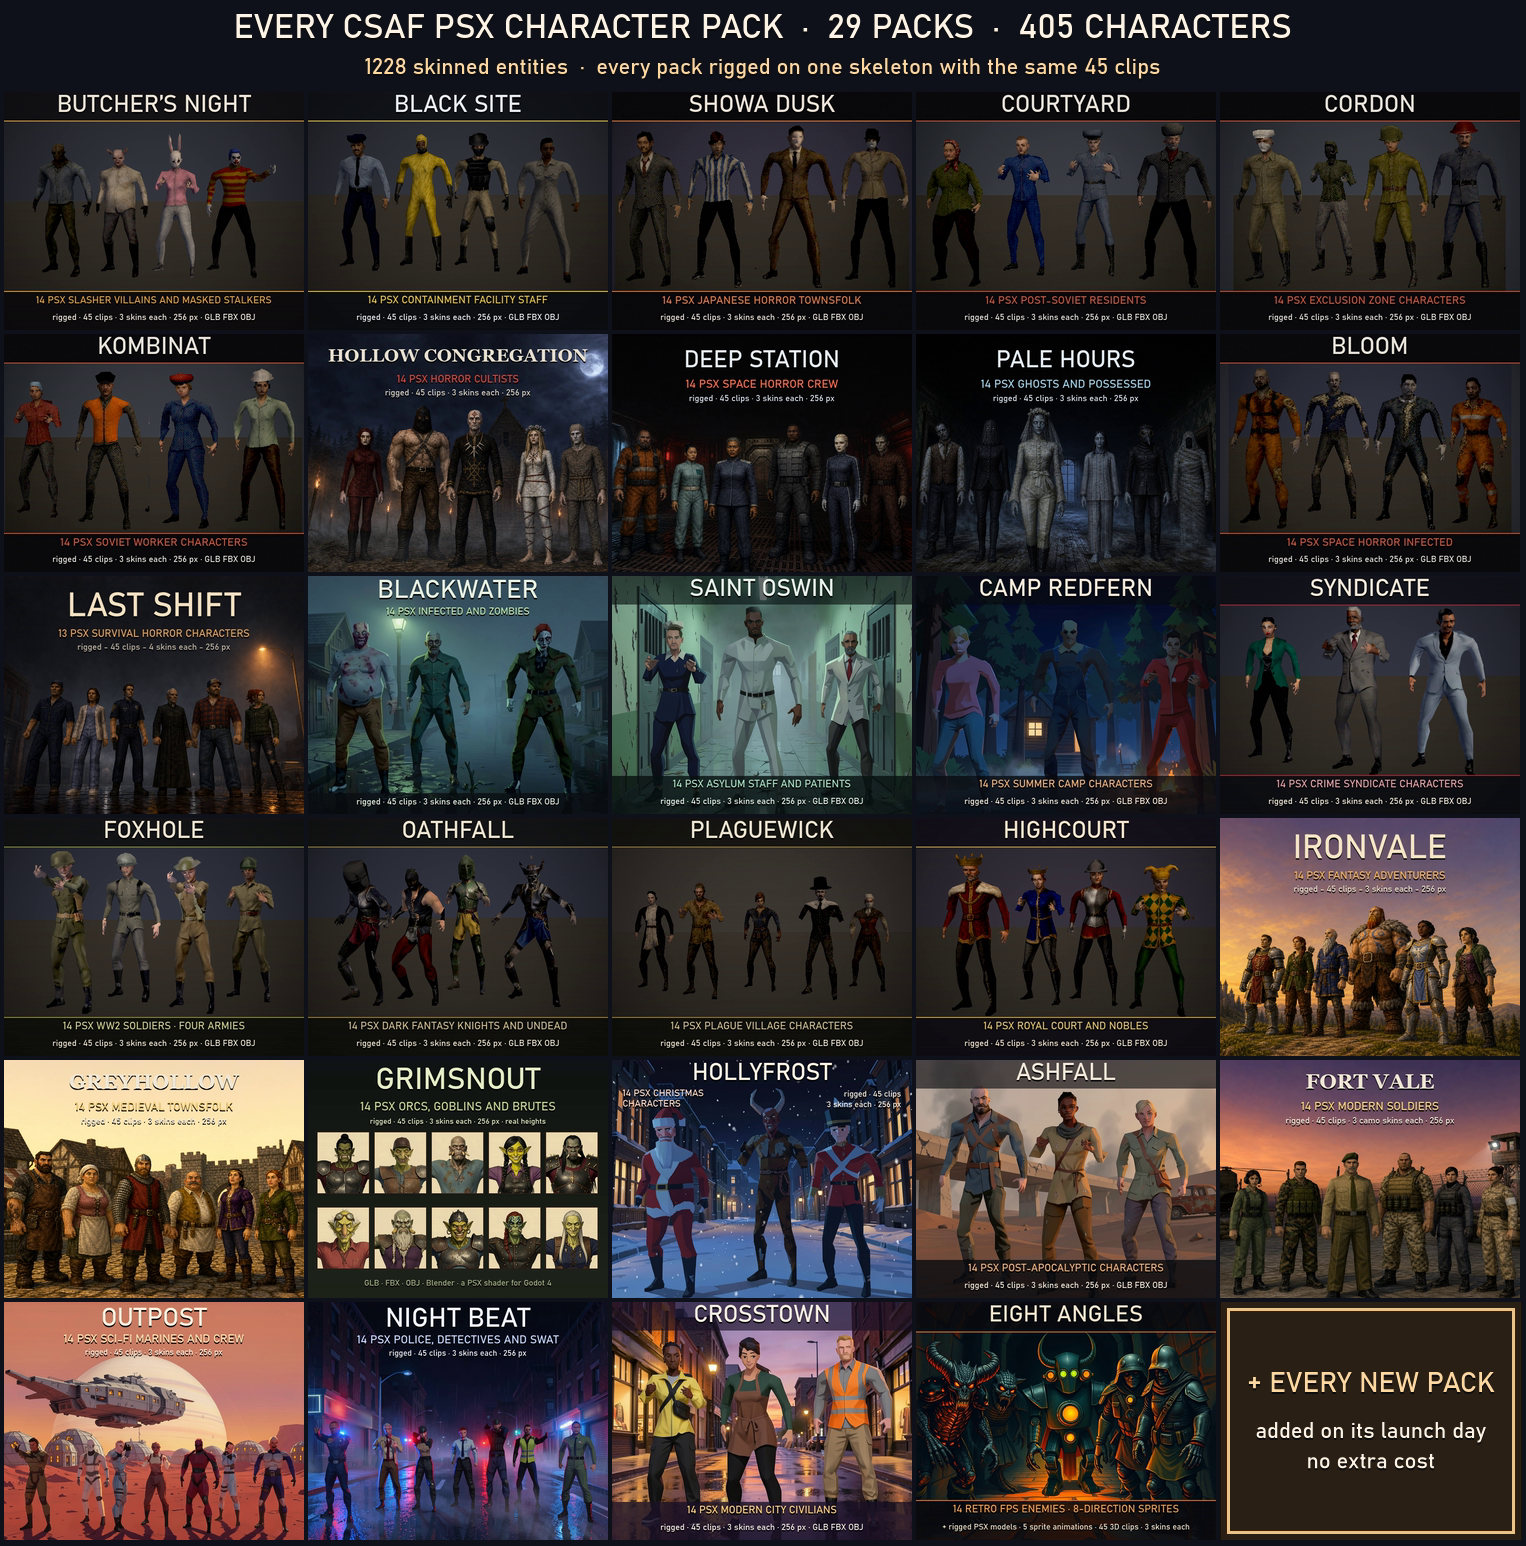 EVERY CSAF PSX CHARACTER PACK · 29 PACKS · 405 CHARACTERS
1228 skinned entities · every pack rigged on one skeleton with the same 45 clips
BUTCHER'S NIGHT
14 PSX SLASHER VILLAINS AND MASKED STALKERS
rigged · 45 clips · 3 skins each · 256 px · GLB FBX OBJ
BLACK SITE
14 PSX CONTAINMENT FACILITY STAFF
rigged · 45 clips · 3 skins each · 256 px · GLB FBX OBJ
SHOWA DUSK
14 PSX JAPANESE HORROR TOWNSFOLK
rigged · 45 clips · 3 skins each · 256 px · GLB FBX OBJ
COURTYARD
14 PSX POST-SOVIET RESIDENTS
rigged · 45 clips · 3 skins each · 256 px · GLB FBX OBJ
CORDON
14 PSX EXCLUSION ZONE CHARACTERS
rigged · 45 clips · 3 skins each · 256 px · GLB FBX OBJ
KOMBINAT
14 PSX SOVIET WORKER CHARACTERS
rigged · 45 clips · 3 skins each · 256 px · GLB FBX OBJ
HOLLOW CONGREGATION
14 PSX HORROR CULTISTS
rigged · 45 clips · 3 skins each · 256 px
DEEP STATION
14 PSX SPACE HORROR CREW
rigged · 45 clips · 3 skins each · 256 px
PALE HOURS
14 PSX GHOSTS AND POSSESSED
rigged · 45 clips · 3 skins each · 256 px
BLOOM
14 PSX SPACE HORROR INFECTED
rigged · 45 clips · 3 skins each · 256 px · GLB FBX OBJ
LAST SHIFT
13 PSX SURVIVAL HORROR CHARACTERS
rigged - 45 clips - 4 skins each - 256 px
BLACKWATER
14 PSX INFECTED AND ZOMBIES
rigged · 45 clips · 3 skins each · 256 px · GLB FBX OBJ
SAINT OSWIN
14 PSX ASYLUM STAFF AND PATIENTS
rigged · 45 clips · 3 skins each · 256 px · GLB FBX OBJ
CAMP REDFERN
14 PSX SUMMER CAMP CHARACTERS
rigged · 45 clips · 3 skins each · 256 px · GLB FBX OBJ
SYNDICATE
14 PSX CRIME SYNDICATE CHARACTERS
rigged · 45 clips · 3 skins each · 256 px · GLB FBX OBJ
FOXHOLE
14 PSX WW2 SOLDIERS · FOUR ARMIES
rigged · 45 clips · 3 skins each · 256 px · GLB FBX OBJ
OATHFALL
14 PSX DARK FANTASY KNIGHTS AND UNDEAD
rigged · 45 clips · 3 skins each · 256 px · GLB FBX OBJ
PLAGUEWICK
14 PSX PLAGUE VILLAGE CHARACTERS
rigged · 45 clips · 3 skins each · 256 px · GLB FBX OBJ
HIGHCOURT
14 PSX ROYAL COURT AND NOBLES
rigged · 45 clips · 3 skins each · 256 px · GLB FBX OBJ
IRONVALE
14 PSX FANTASY ADVENTURERS
rigged - 45 clips - 3 skins each - 256 px
GREYHOLLOW
14 PSX MEDIEVAL TOWNSFOLK
rigged · 45 clips · 3 skins each · 256 px
GRIMSNOUT
14 PSX ORCS, GOBLINS AND BRUTES
rigged · 45 clips · 3 skins each · 256 px · real heights
GLB · FBX · OBJ · Blender · a PSX shader for Godot 4
HOLLYFROST
14 PSX CHRISTMAS
CHARACTERS
rigged · 45 clips
3 skins each · 256 px
ASHFALL
14 PSX POST-APOCALYPTIC CHARACTERS
rigged · 45 clips · 3 skins each · 256 px · GLB FBX OBJ
FORT VALE
14 PSX MODERN SOLDIERS
rigged · 45 clips · 3 camo skins each · 256 px
OUTPOST
14 PSX SCI-FI MARINES AND CREW
rigged · 45 clips · 3 skins each · 256 px
NIGHT BEAT
14 PSX POLICE, DETECTIVES AND SWAT
rigged · 45 clips · 3 skins each · 256 px
CROSSTOWN
14 PSX MODERN CITY CIVILIANS
rigged · 45 clips · 3 skins each · 256 px · GLB FBX OBJ
EIGHT ANGLES
14 RETRO FPS ENEMIES · 8-DIRECTION SPRITES
+ rigged PSX models · 5 sprite animations · 45 3D clips · 3 skins each
+ EVERY NEW PACK
added on its launch day
no extra cost